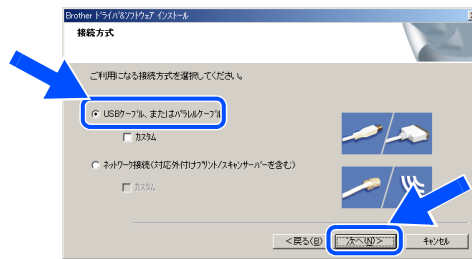 Brother ドライバ&ソフトウェア インストール
接続方式
ご利用になる接続方式を選択してください。
USBケーブル、またはパラレルケーブル
カスタム
ネットワーク接続(対応外付けプリント/スキャンサーバーを含む)
カスタム
<戻る(B) 次へ(N)> キャンセル